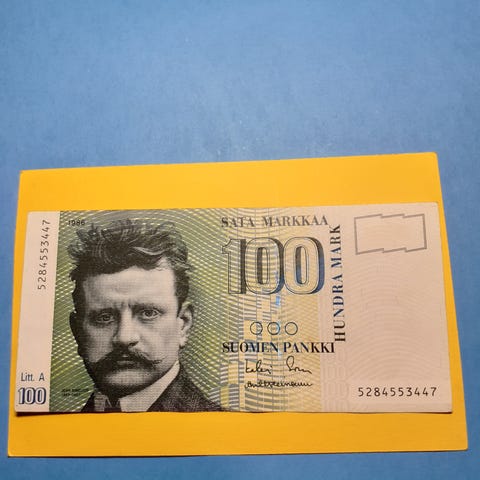 1986
SATA MARKKAA
100
HUNDRA MARK
SUOMEN PANKKI
5284553447
Litt. A
100
5284553447